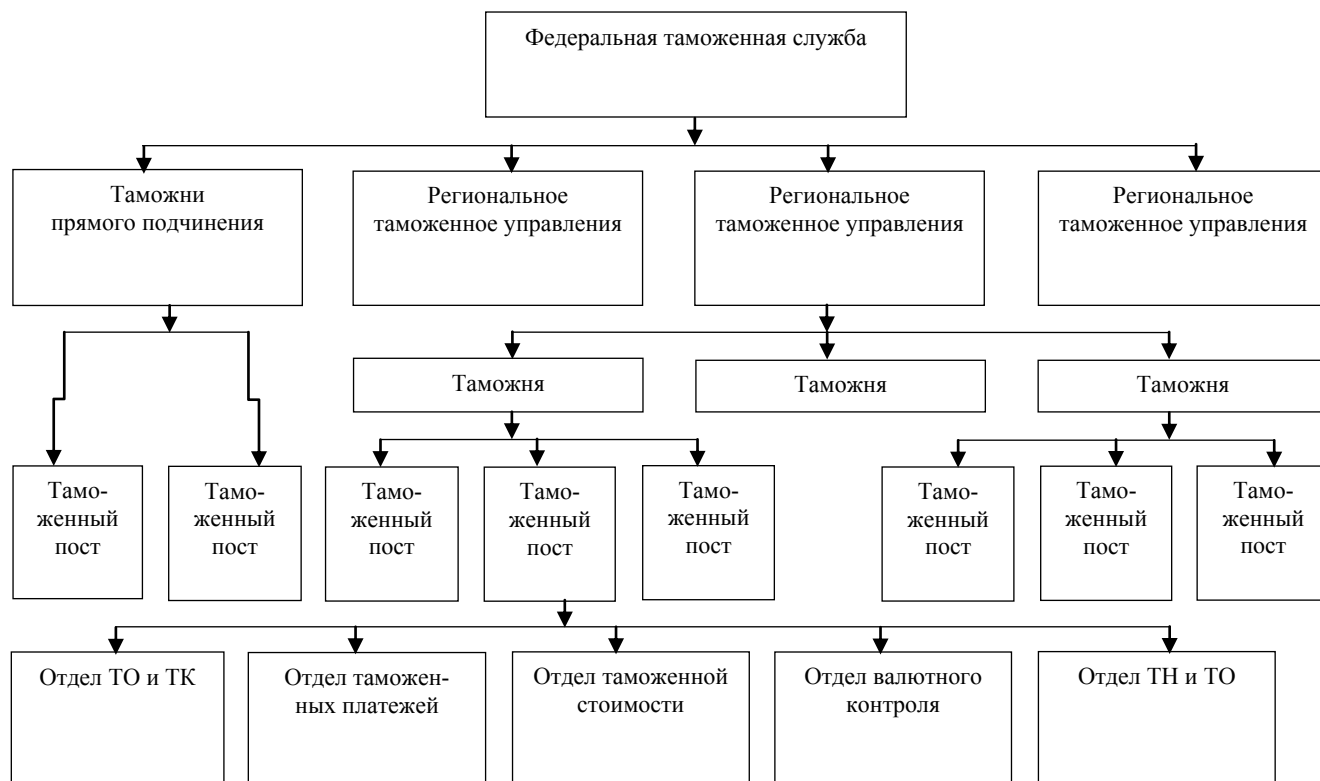 Федеральная таможенная служба
Таможни
прямого подчинения
Региональное
таможенное управления
Региональное
таможенное управления
Региональное
таможенное управления
Таможня
Таможня
Таможня
Тамо-
женный
пост
Тамо-
женный
пост
Тамо-
женный
пост
Тамо-
женный
пост
Тамо-
женный
пост
Тамо-
женный
пост
Тамо-
женный
пост
Тамо-
женный
пост
Отдел ТО и ТК
Отдел таможен-
ных платежей
Отдел таможенной
стоимости
Отдел валютного
контроля
Отдел ТН и ТО